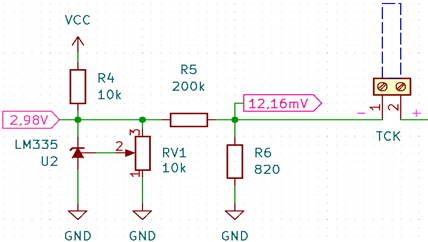 VCC
R4
10k
R5
200k
2,98V
12,16mV
1
2
TCK
LM335
U2
2
3
1
RV1
10k
R6
820
GND
GND
GND